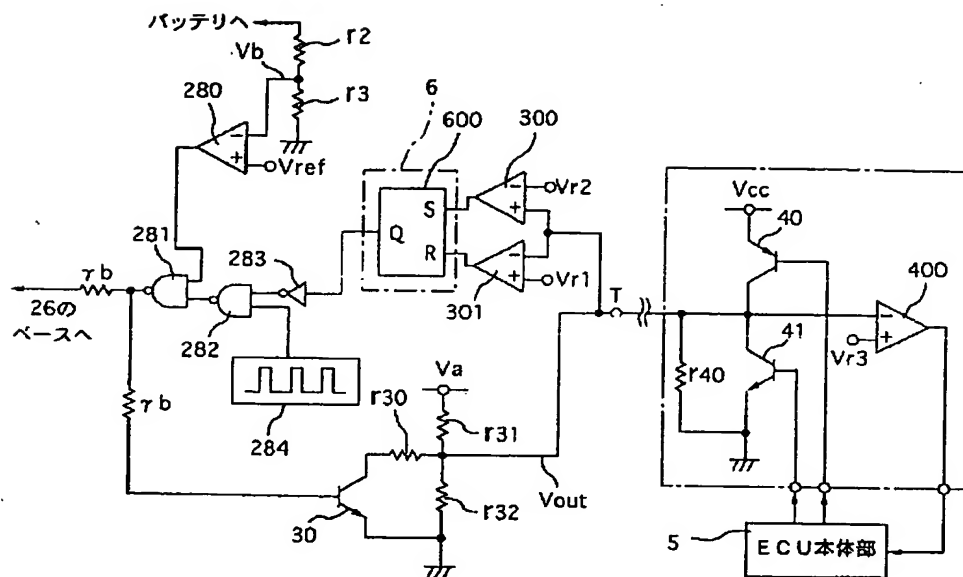 バッテリへ
r2
Vb
r3
280
Vref
6
600
300
S
Q
R
Vr2
Vr1
301
281
γb
283
282
26の
ベースへ
γb
284
Va
r30
r31
r32
Vout
30
T
Vcc
40
41
400
Vr3
r40
5
ECU本体部